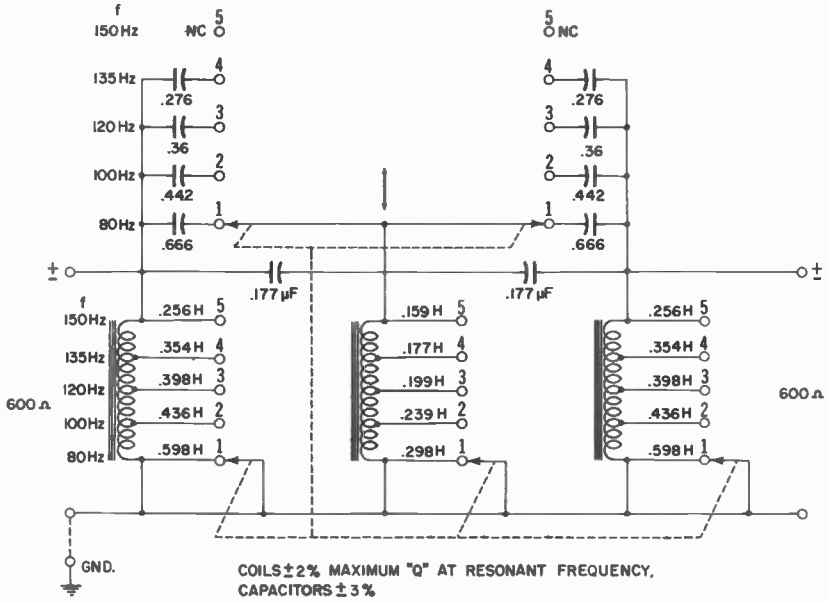 f
150Hz NC 5
5 NC
135Hz 4
.276
4
.276
120Hz 3
.36
3
.36
100Hz 2
.442
2
.442
80Hz 1
.666
1
.666
± .177µF .177µF ±
f
150Hz .256H 5 .159H 5 .256H 5
135Hz .354H 4 .177H 4 .354H 4
120Hz .398H 3 .199H 3 .398H 3
600Ω 600Ω
100Hz .436H 2 .239H 2 .436H 2
80Hz .598H 1 .298H 1 .598H 1
GND.
COILS±2% MAXIMUM "Q" AT RESONANT FREQUENCY,
CAPACITORS ±3%